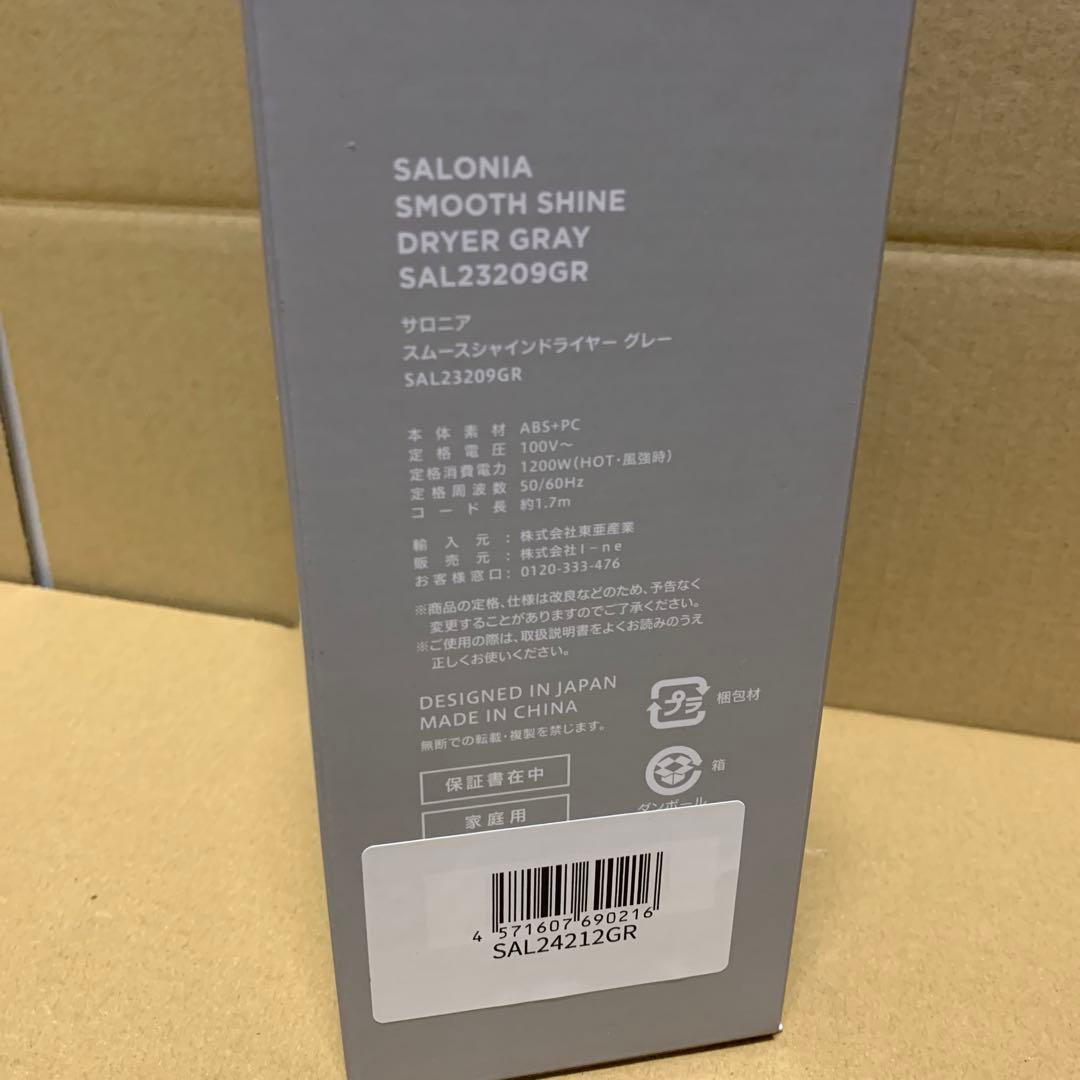 SALONIA
SMOOTH SHINE
DRYER GRAY
SAL23209GR
サロニア
スムースシャインドライヤー グレー
SAL23209GR
本体素材 ABS+PC
定格電圧 100V〜
定格消費電力 1200W(HOT・風強時)
定格周波数 50/60Hz
コード長 約1.7m
輸入元：株式会社東亜産業
販売元：株式会社I-ne
お客様窓口：0120-333-476
※商品の定格、仕様は改良などのため、予告なく
変更することがありますのでご了承ください。
※ご使用の際は、取扱説明書をよくお読みのうえ
正しくお使いください。
DESIGNED IN JAPAN
MADE IN CHINA
無断での転載・複製を禁じます。
プラ 梱包材
箱
ダンボール
保証書在中
家庭用
4 571607 690216
SAL24212GR